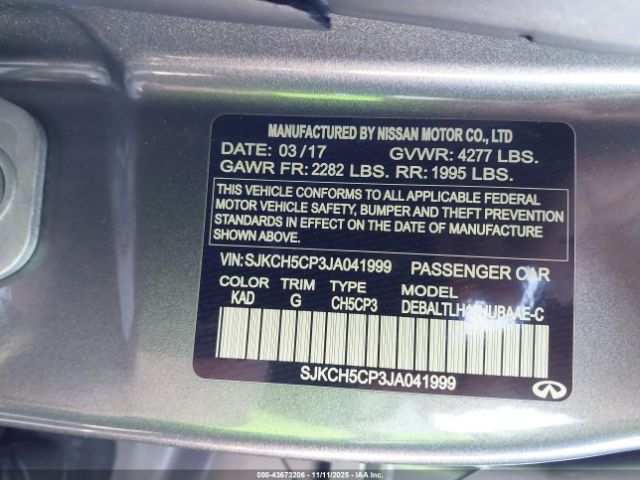 MANUFACTURED BY NISSAN MOTOR CO., LTD
DATE: 03 /17 GVWR: 4277 LBS.
GAWR FR: 2282 LBS. RR: 1995 LBS.
THIS VEHICLE CONFORMS TO ALL APPLICABLE FEDERAL
MOTOR VEHICLE SAFETY, BUMPER AND THEFT PREVENTION
STANDARDS IN EFFECT ON THE DATE OF MANUFACTURE
SHOWN ABOVE.
VIN: SJKCH5CP3JA041999 PASSENGER CAR
COLOR TRIM TYPE MODEL
KAD G CH5CP3
SJKCH5CP3JA041999
000-43673206 - 11/11/2025 - iaai.com